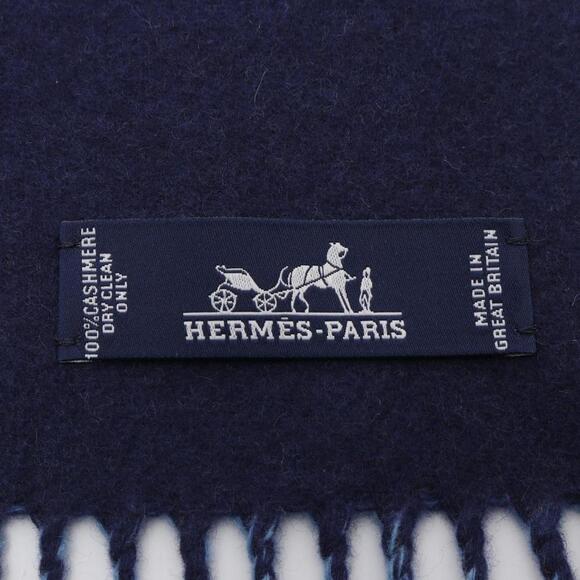 100%CASHMERE
DRY CLEAN
ONLY
HERMÈS-PARIS
MADE IN
GREAT BRITAIN